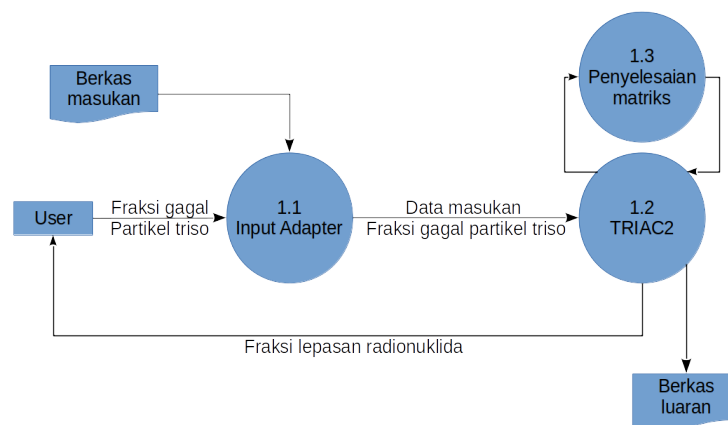 1.3
Penyelesaian
matriks
Berkas
masukan
User
Fraksi gagal
Partikel triso
1.1
Input Adapter
Data masukan
Fraksi gagal partikel triso
1.2
TRIAC2
Fraksi lepasan radionuklida
Berkas
luaran